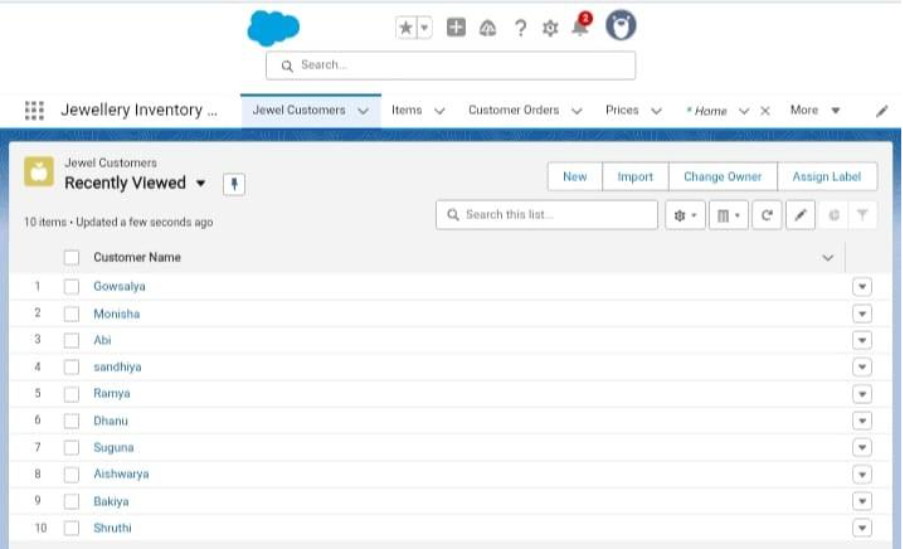 2
Search...
Jewellery Inventory ... Jewel Customers Items Customer Orders Prices * Home More
Jewel Customers
Recently Viewed
New Import Change Owner Assign Label
10 items • Updated a few seconds ago
Search this list...
Customer Name
1 Gowsalya
2 Monisha
3 Abi
4 sandhiya
5 Ramya
6 Dhanu
7 Suguna
8 Aishwarya
9 Bakiya
10 Shruthi